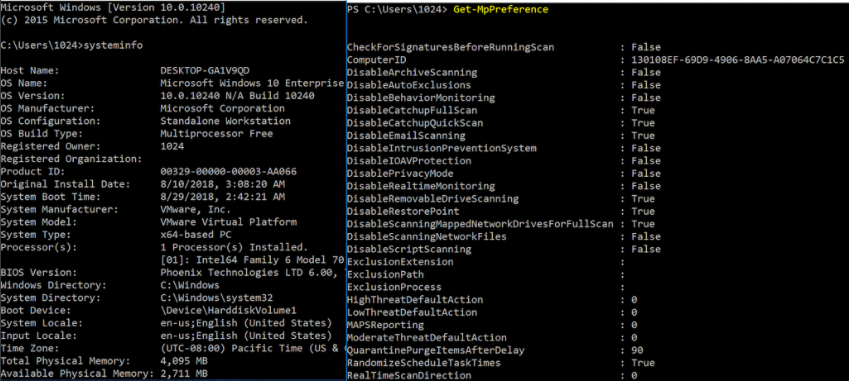 Microsoft Windows [Version 10.0.10240]
(c) 2015 Microsoft Corporation. All rights reserved.
C:\Users\1024>systeminfo
Host Name: DESKTOP-GA1V9QD
OS Name: Microsoft Windows 10 Enterprise
OS Version: 10.0.10240 N/A Build 10240
OS Manufacturer: Microsoft Corporation
OS Configuration: Standalone Workstation
OS Build Type: Multiprocessor Free
Registered Owner: 1024
Registered Organization:
Product ID: 00329-00000-00003-AA066
Original Install Date: 8/10/2018, 3:08:20 AM
System Boot Time: 8/29/2018, 2:42:21 AM
System Manufacturer: VMware, Inc.
System Model: VMware Virtual Platform
System Type: x64-based PC
Processor(s): 1 Processor(s) Installed.
[01]: Intel64 Family 6 Model 70
BIOS Version: Phoenix Technologies LTD 6.00,
Windows Directory: C:\Windows
System Directory: C:\Windows\system32
Boot Device: \Device\HarddiskVolume1
System Locale: en-us;English (United States)
Input Locale: en-us;English (United States)
Time Zone: (UTC-08:00) Pacific Time (US &
Total Physical Memory: 4,095 MB
Available Physical Memory: 2,711 MB
PS C:\Users\1024> Get-MpPreference
CheckForSignaturesBeforeRunningScan : False
ComputerID : 130108EF-69D9-4906-8AA5-A07064C7C1C5
DisableArchiveScanning : False
DisableAutoExclusions : False
DisableBehaviorMonitoring : False
DisableCatchupFullScan : True
DisableCatchupQuickScan : True
DisableEmailScanning : True
DisableIntrusionPreventionSystem : False
DisableIOAVProtection : False
DisablePrivacyMode : False
DisableRealtimeMonitoring : False
DisableRemovableDriveScanning : True
DisableRestorePoint : True
DisableScanningMappedNetworkDrivesForFullScan : True
DisableScanningNetworkFiles : False
DisableScriptScanning : False
ExclusionExtension :
ExclusionPath :
ExclusionProcess :
HighThreatDefaultAction : 0
LowThreatDefaultAction : 0
MAPSReporting : 0
ModerateThreatDefaultAction : 0
QuarantinePurgeItemsAfterDelay : 90
RandomizeScheduleTaskTimes : True
RealTimeScanDirection : 0